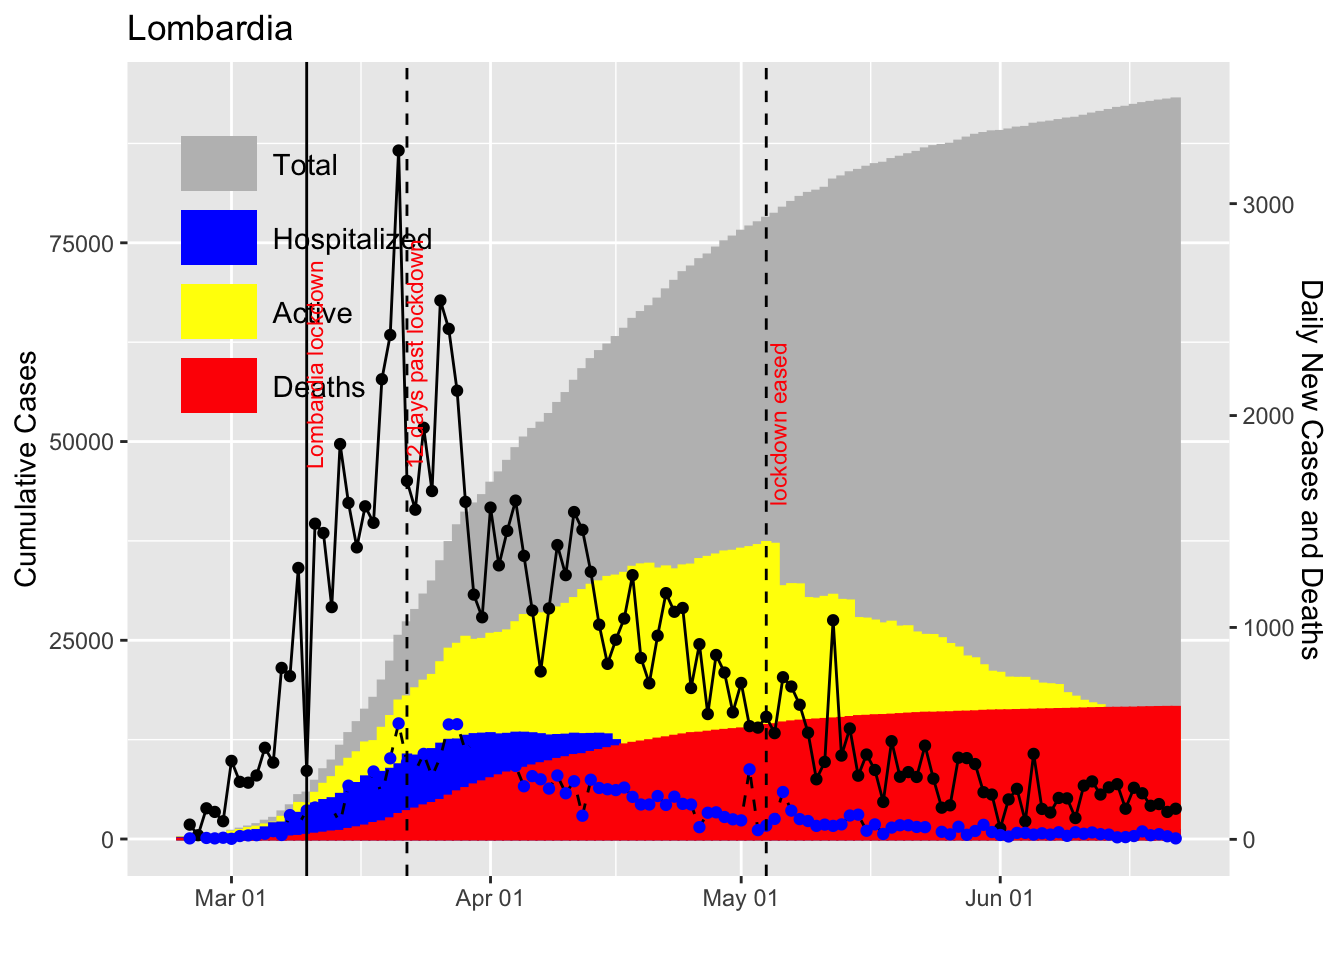 Lombardia
Total
Hospitalized
Active
Deaths
Lombardia lockdown
12 days past lockdown
lockdown eased
Cumulative Cases
75000
50000
25000
0
Daily New Cases and Deaths
3000
2000
1000
0
Mar 01
Apr 01
May 01
Jun 01